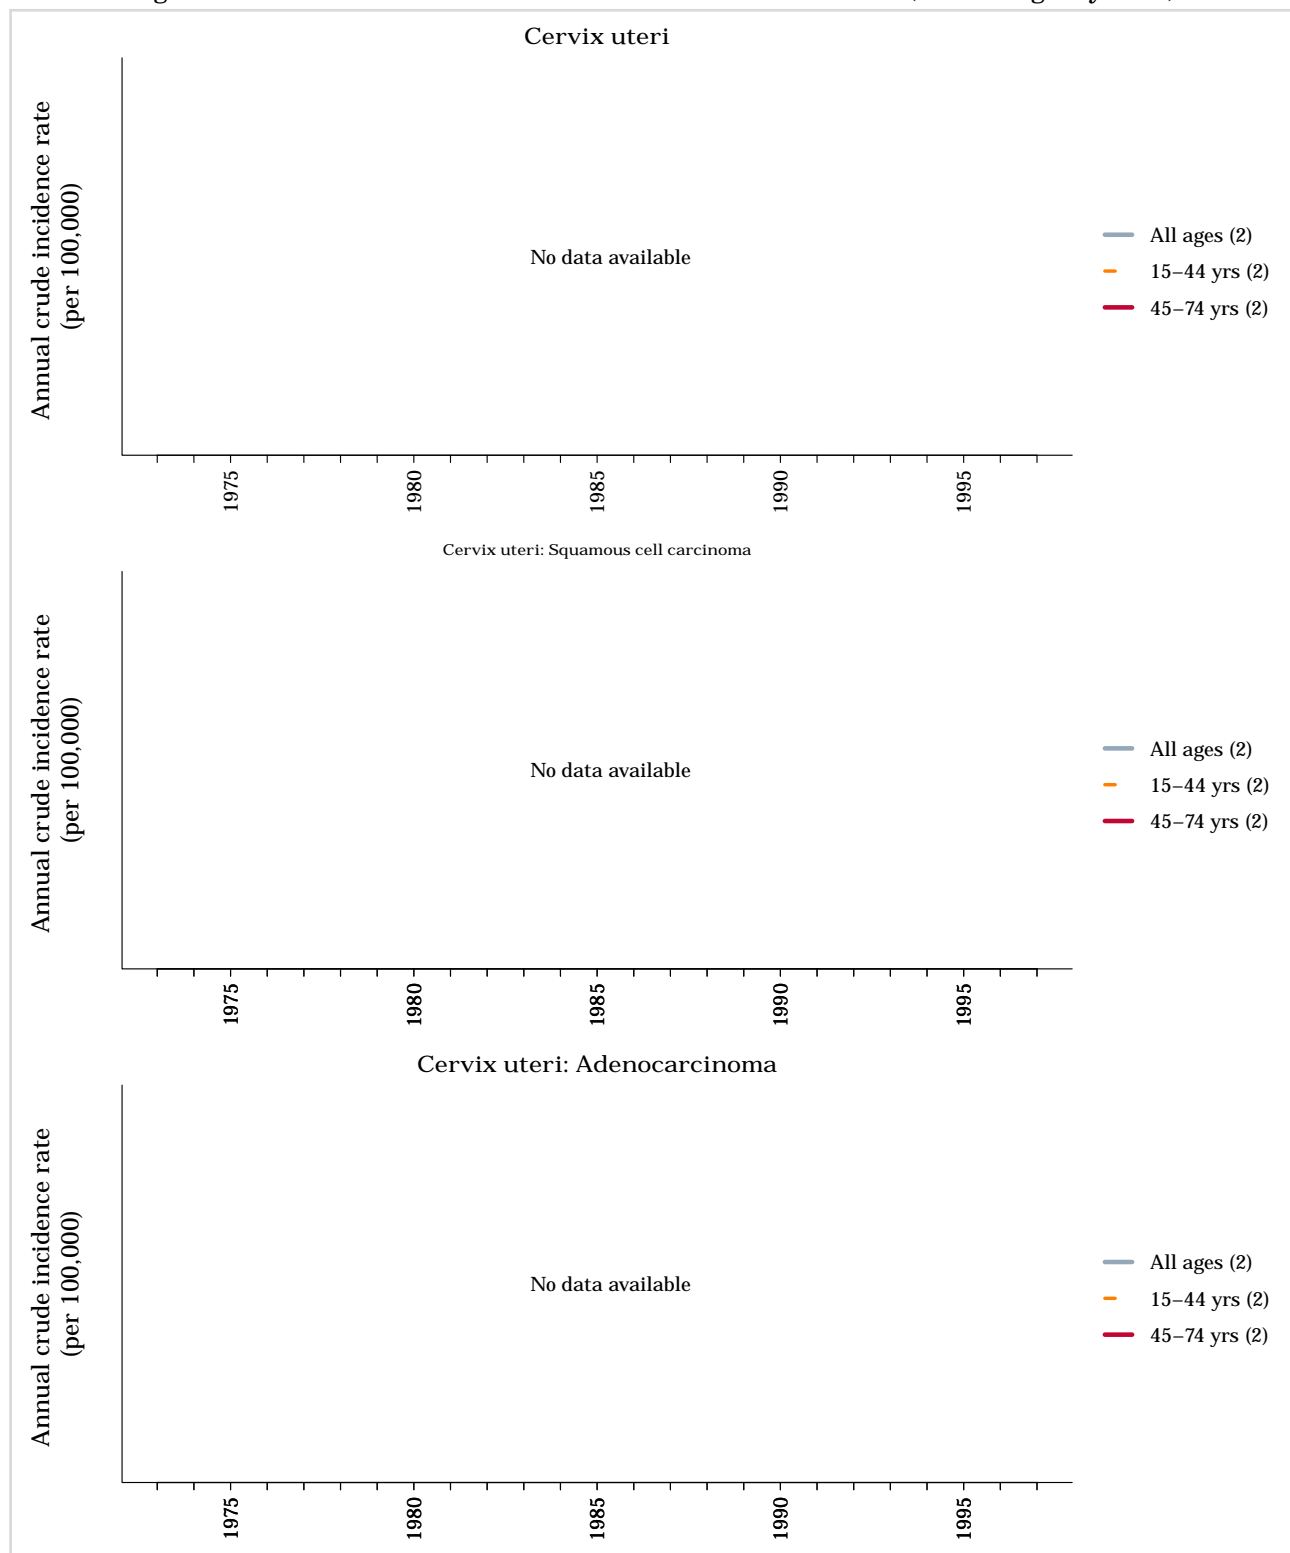 Cervix uteri
Annual crude incidence rate
(per 100,000)
No data available
All ages (2)
15–44 yrs (2)
45–74 yrs (2)
1975
1980
1985
1990
1995
Cervix uteri: Squamous cell carcinoma
Annual crude incidence rate
(per 100,000)
No data available
All ages (2)
15–44 yrs (2)
45–74 yrs (2)
1975
1980
1985
1990
1995
Cervix uteri: Adenocarcinoma
Annual crude incidence rate
(per 100,000)
No data available
All ages (2)
15–44 yrs (2)
45–74 yrs (2)
1975
1980
1985
1990
1995